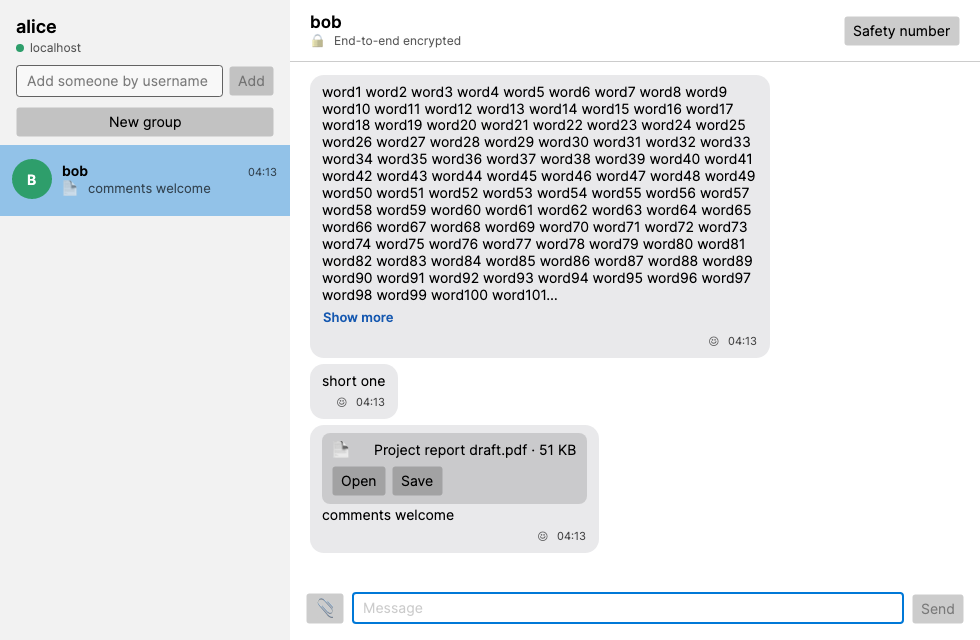 alice
localhost
Add someone by username
Add
New group
B
bob
04:13
comments welcome
bob
End-to-end encrypted
Safety number
word1 word2 word3 word4 word5 word6 word7 word8 word9
word10 word11 word12 word13 word14 word15 word16 word17
word18 word19 word20 word21 word22 word23 word24 word25
word26 word27 word28 word29 word30 word31 word32 word33
word34 word35 word36 word37 word38 word39 word40 word41
word42 word43 word44 word45 word46 word47 word48 word49
word50 word51 word52 word53 word54 word55 word56 word57
word58 word59 word60 word61 word62 word63 word64 word65
word66 word67 word68 word69 word70 word71 word72 word73
word74 word75 word76 word77 word78 word79 word80 word81
word82 word83 word84 word85 word86 word87 word88 word89
word90 word91 word92 word93 word94 word95 word96 word97
word98 word99 word100 word101...
Show more
04:13
short one
04:13
Project report draft.pdf · 51 KB
Open
Save
comments welcome
04:13
Message
Send